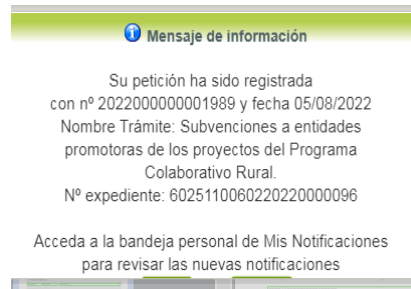 Mensaje de información
Su petición ha sido registrada
con nº 2022000000001989 y fecha 05/08/2022
Nombre Trámite: Subvenciones a entidades
promotoras de los proyectos del Programa
Colaborativo Rural.
Nº expediente: 6025110060220220000096
Acceda a la bandeja personal de Mis Notificaciones
para revisar las nuevas notificaciones